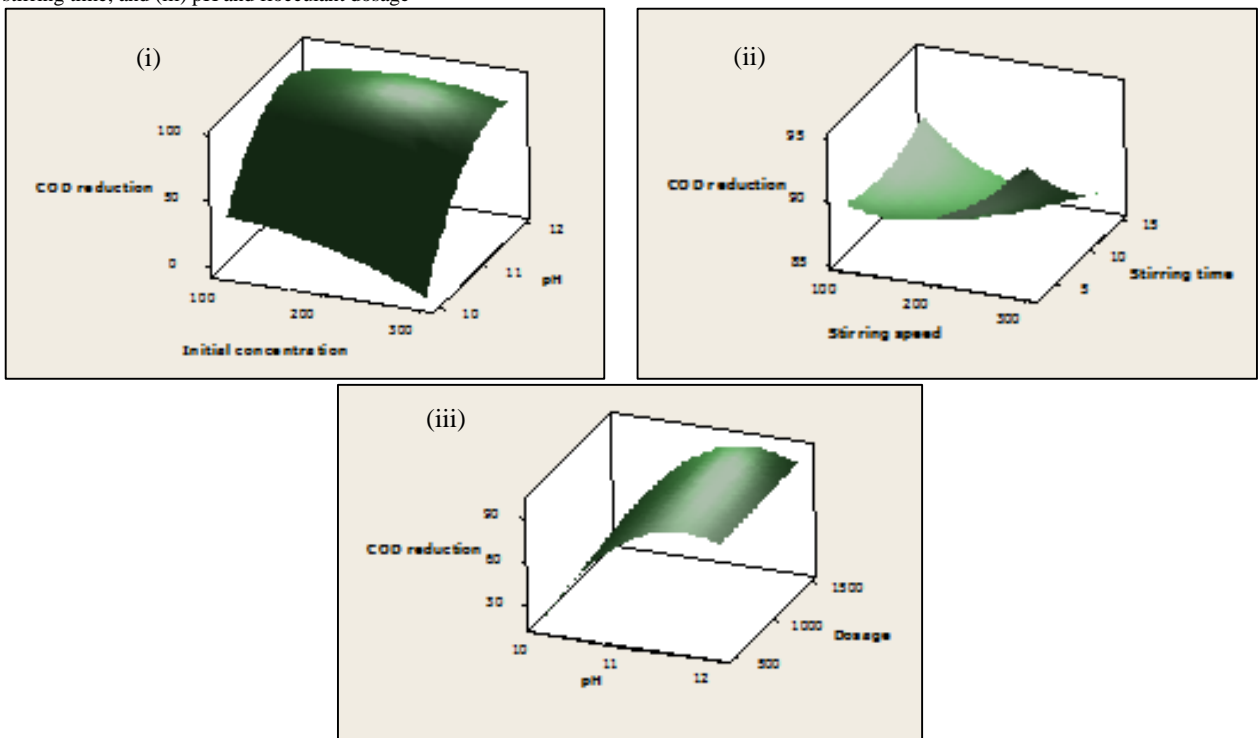 stirring time; and (iii) pH and flocculant dosage
(i)
100
COD reduction
50
0
100
200
300
Initial concentration
10
11
12
pH
(ii)
95
COD reduction
90
85
100
200
300
Stirring speed
5
10
15
Stirring time
(iii)
90
COD reduction
60
30
10
11
12
pH
500
1000
1500
Dosage